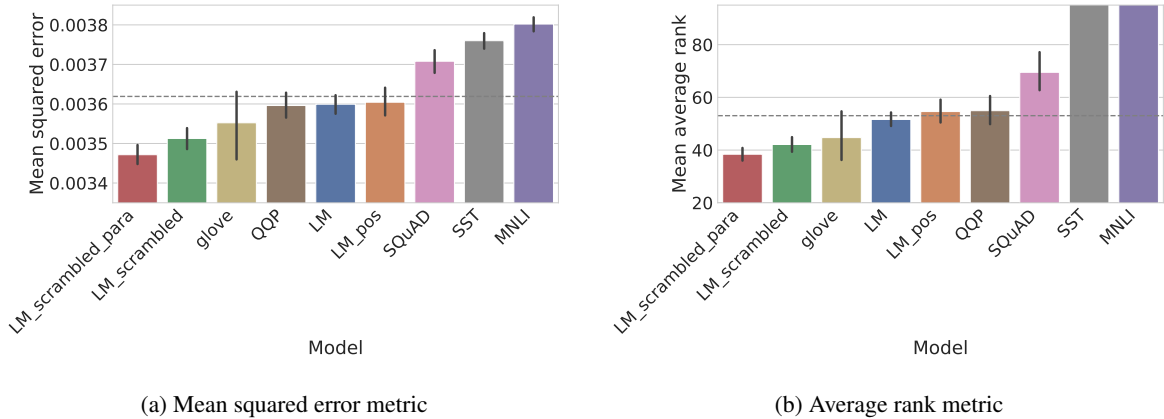 0.0038
0.0037
0.0036
0.0035
0.0034
Mean squared error
LM_scrambled_para
LM_scrambled
glove
QQP
LM
LM_pos
SQuAD
SST
MNLI
Model
(a) Mean squared error metric
80
60
40
20
Mean average rank
LM_scrambled_para
LM_scrambled
glove
LM
LM_pos
QQP
SQuAD
SST
MNLI
Model
(b) Average rank metric